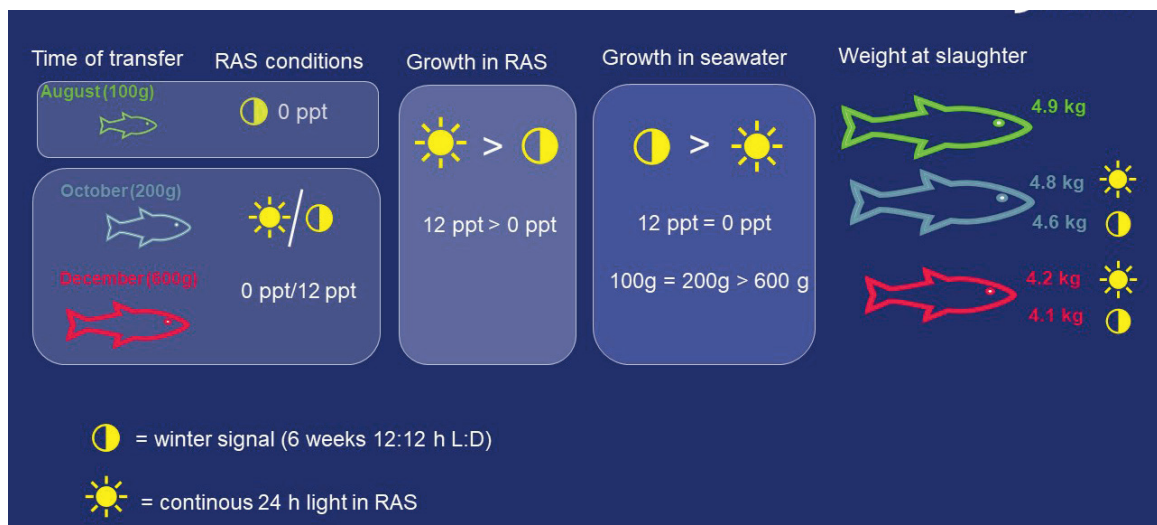 Time of transfer
RAS conditions
Growth in RAS
Growth in seawater
Weight at slaughter
August (100g)
0 ppt
October (200g)
December (600g)
0 ppt/12 ppt
>
12 ppt > 0 ppt
>
12 ppt = 0 ppt
100g = 200g > 600 g
4.9 kg
4.8 kg
4.6 kg
4.2 kg
4.1 kg
= winter signal (6 weeks 12:12 h L:D)
= continous 24 h light in RAS